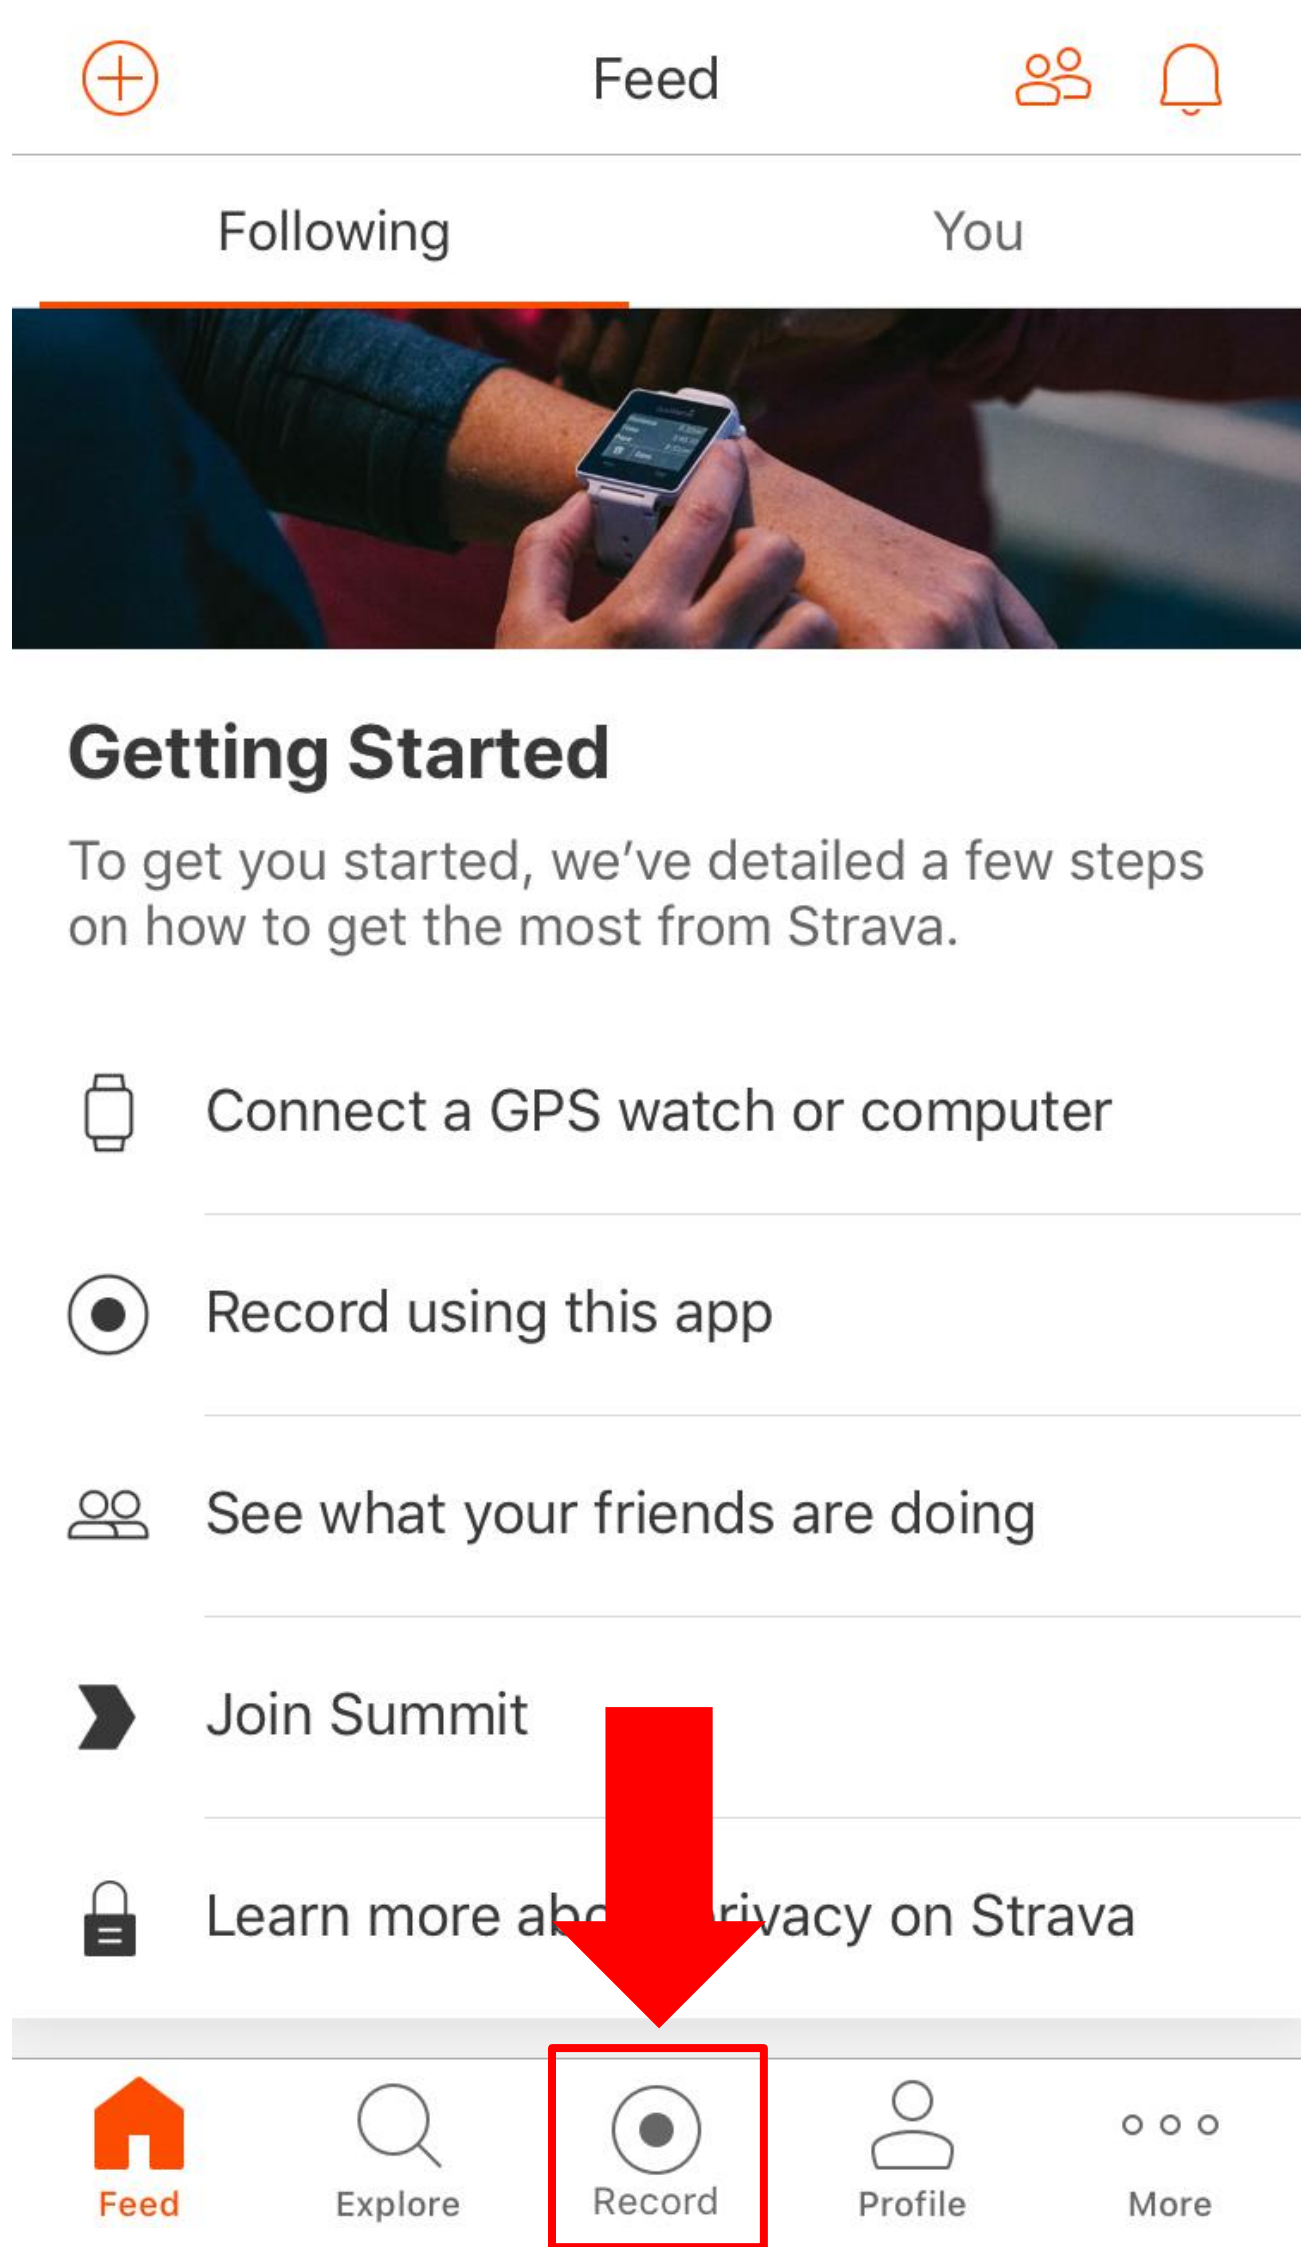 Feed
Following
You
Getting Started
To get you started, we've detailed a few steps
on how to get the most from Strava.
Connect a GPS watch or computer
Record using this app
See what your friends are doing
Join Summit
Learn more privacy on Strava
Feed
Explore
Record
Profile
More